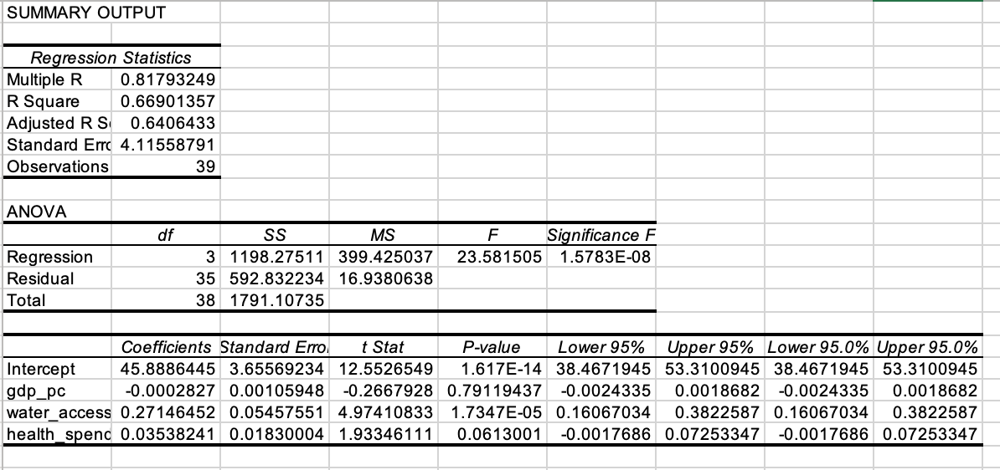 SUMMARY OUTPUT
Regression Statistics
Multiple R 0.81793249
R Square 0.66901357
Adjusted R S 0.6406433
Standard Erro 4.11558791
Observations 39
ANOVA
df SS MS F Significance F
Regression 3 1198.27511 399.425037 23.581505 1.5783E-08
Residual 35 592.832234 16.9380638
Total 38 1791.10735
Coefficients Standard Error t Stat P-value Lower 95% Upper 95% Lower 95.0% Upper 95.0%
Intercept 45.8886445 3.65569234 12.5526549 1.617E-14 38.4671945 53.3100945 38.4671945 53.3100945
gdp_pc -0.0002827 0.00105948 -0.2667928 0.79119437 -0.0024335 0.0018682 -0.0024335 0.0018682
water_access 0.27146452 0.05457551 4.97410833 1.7347E-05 0.16067034 0.3822587 0.16067034 0.3822587
health_spend 0.03538241 0.01830004 1.93346111 0.0613001 -0.0017686 0.07253347 -0.0017686 0.07253347